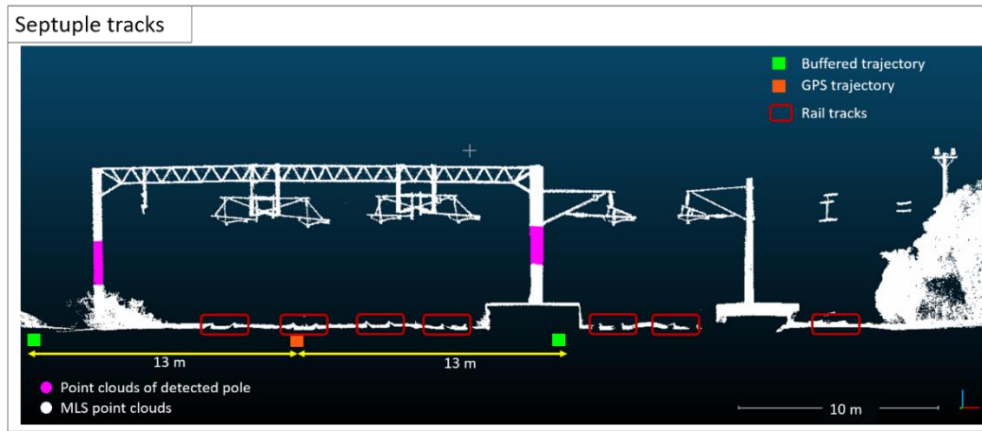 Septuple tracks
Buffered trajectory
GPS trajectory
Rail tracks
13 m
13 m
Point clouds of detected pole
MLS point clouds
10 m